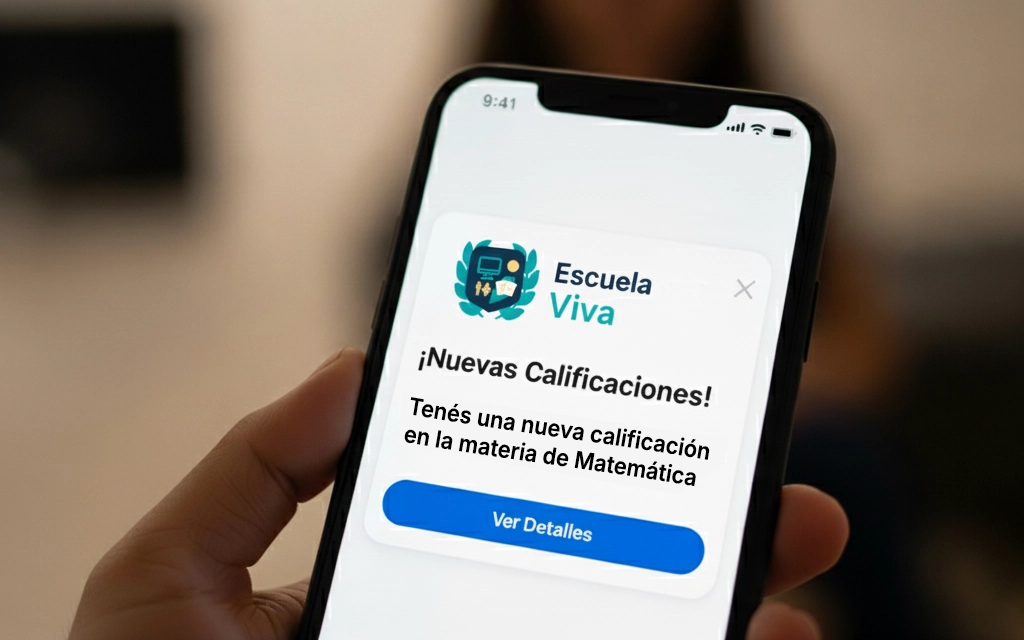 9:41
Escuela
Viva
¡Nuevas Calificaciones!
Tenés una nueva calificación
en la materia de Matemática
Ver Detalles